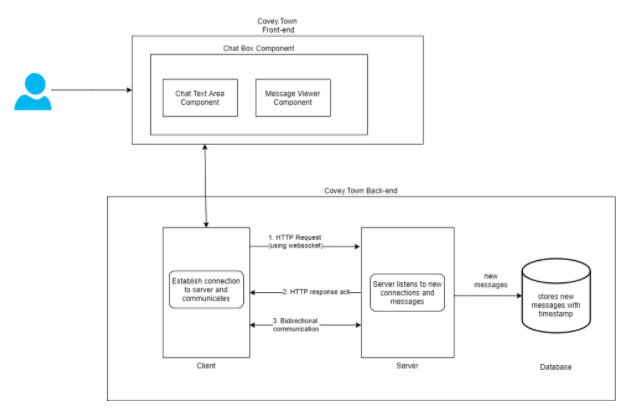 Covey.Town
Front-end
Chat Box Component
Chat Text Area
Component
Message Viewer
Component
Covey.Town Back-end
1. HTTP Request
(using websocket)
Establish connection
to server and
communicates
2. HTTP response ack
Server listens to new
connections and
messages
new
messages
stores new
messages with
timestamp
3. Bidirectional
communication
Client
Server
Database